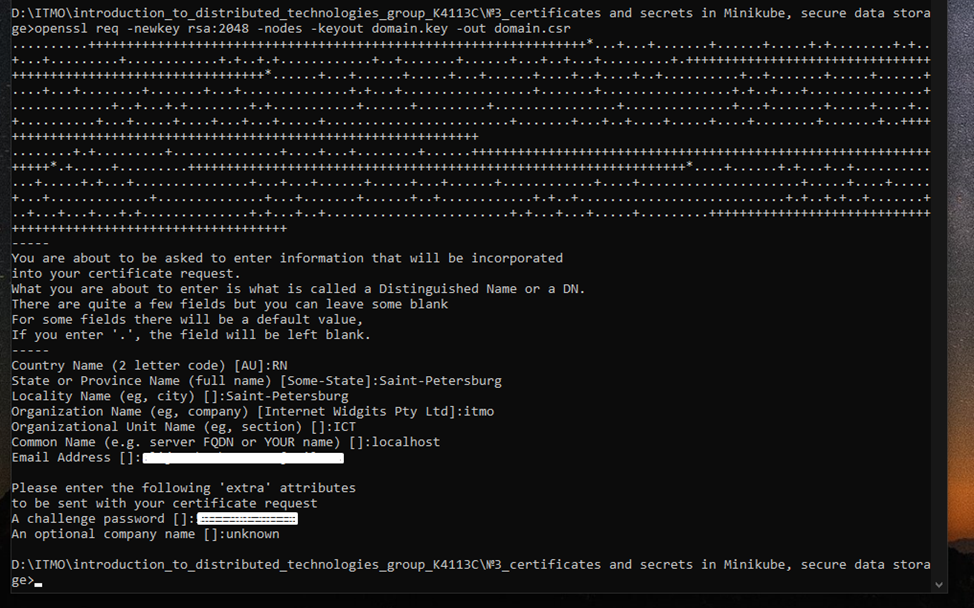 D:\ITMO\introduction_to_distributed_technologies_group_K4113C\№3_certificates and secrets in Minikube, secure data stora
ge>openssl req -newkey rsa:2048 -nodes -keyout domain.key -out domain.csr
-----
You are about to be asked to enter information that will be incorporated
into your certificate request.
What you are about to enter is what is called a Distinguished Name or a DN.
There are quite a few fields but you can leave some blank
For some fields there will be a default value,
If you enter '.', the field will be left blank.
-----
Country Name (2 letter code) [AU]:RN
State or Province Name (full name) [Some-State]:Saint-Petersburg
Locality Name (eg, city) []:Saint-Petersburg
Organization Name (eg, company) [Internet Widgits Pty Ltd]:itmo
Organizational Unit Name (eg, section) []:ICT
Common Name (e.g. server FQDN or YOUR name) []:localhost
Email Address []:
Please enter the following 'extra' attributes
to be sent with your certificate request
A challenge password []:
An optional company name []:unknown
D:\ITMO\introduction_to_distributed_technologies_group_K4113C\№3_certificates and secrets in Minikube, secure data stora
ge>